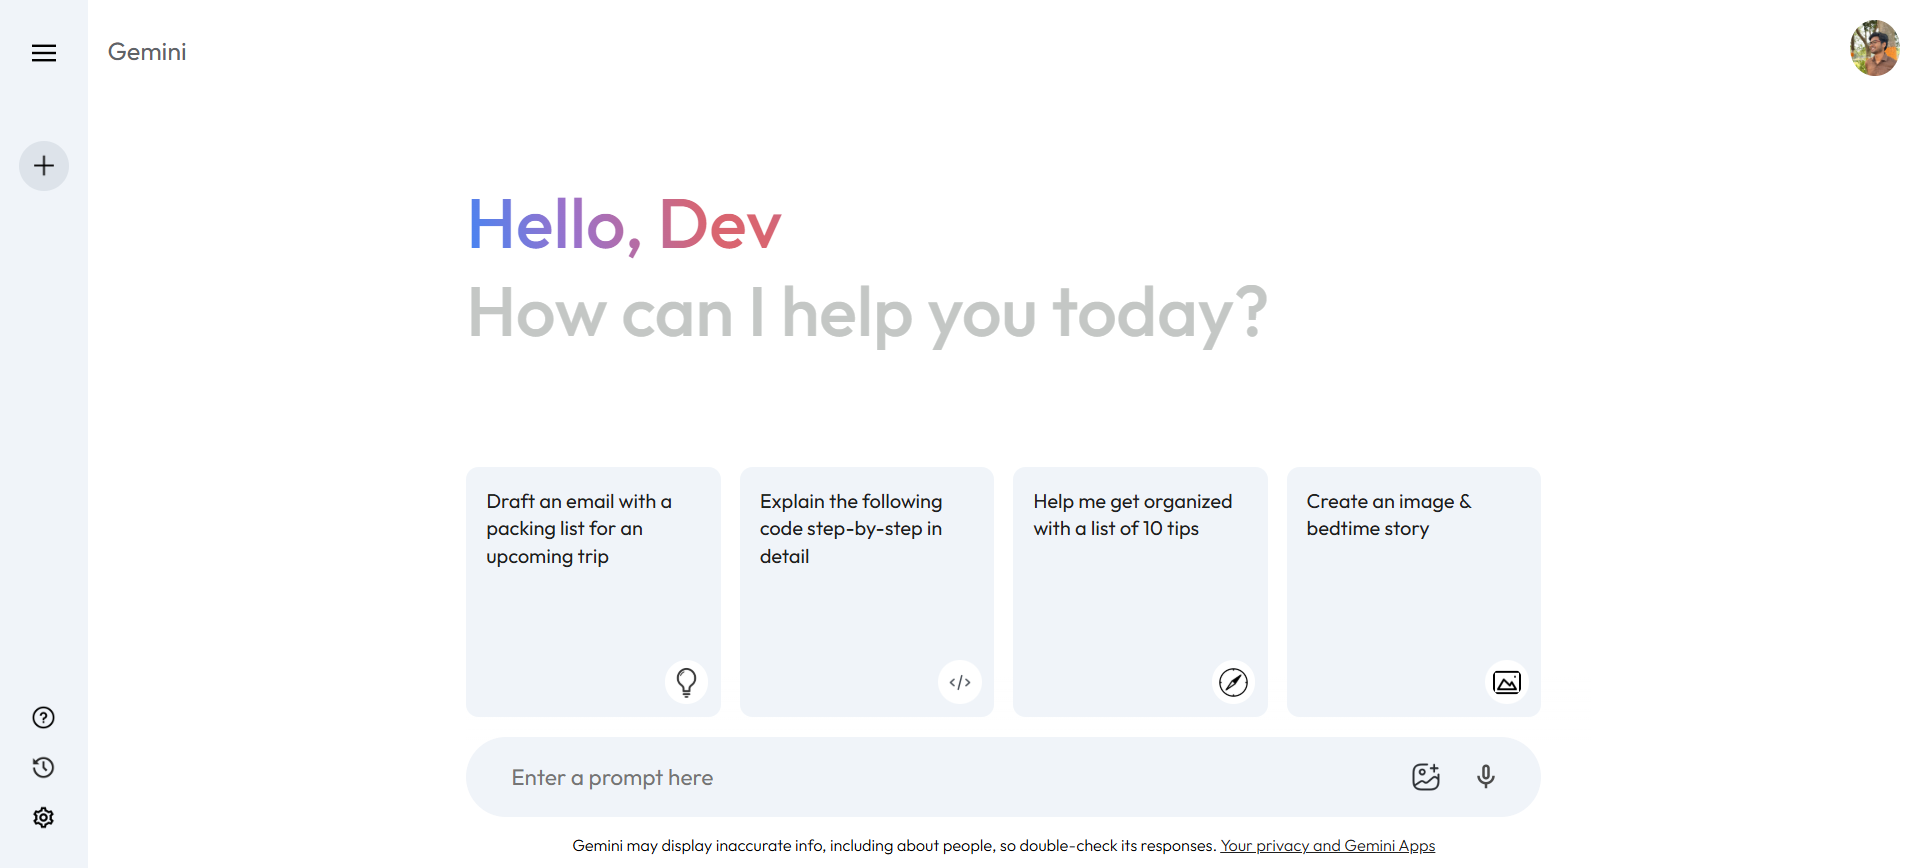 Gemini
Hello, Dev
How can I help you today?
Draft an email with a
packing list for an
upcoming trip
Explain the following
code step-by-step in
detail
Help me get organized
with a list of 10 tips
Create an image &
bedtime story
Enter a prompt here
Gemini may display inaccurate info, including about people, so double-check its responses. Your privacy and Gemini Apps